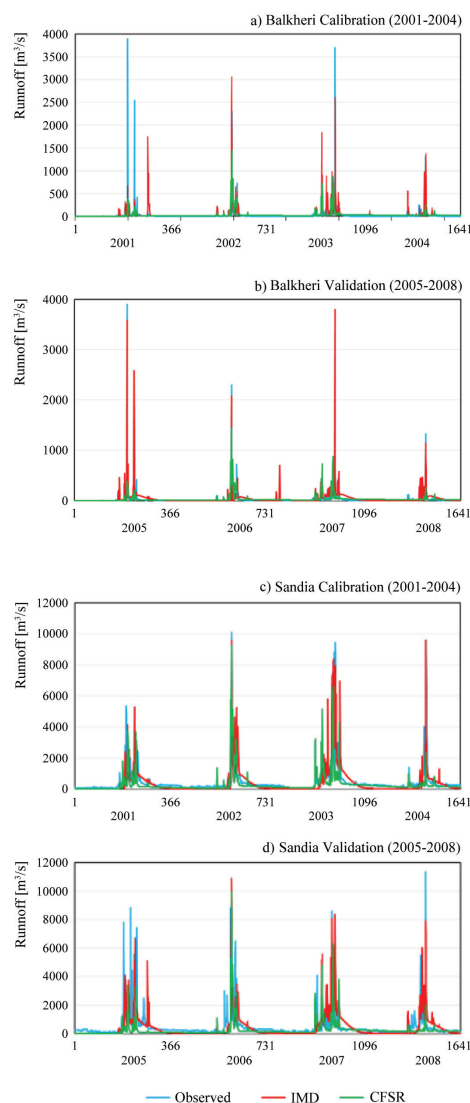 a) Balkheri Calibration (2001-2004)
Runnoff [m³/s]
4000
3500
3000
2500
2000
1500
1000
500
0
1 366 731 1096 1641
2001 2002 2003 2004
b) Balkheri Validation (2005-2008)
Runoff [m³/s]
4000
3000
2000
1000
0
1 366 731 1096 1641
2005 2006 2007 2008
c) Sandia Calibration (2001-2004)
Runoff [m³/s]
12000
10000
8000
6000
4000
2000
0
1 366 731 1096 1641
2001 2002 2003 2004
d) Sandia Validation (2005-2008)
Runoff [m³/s]
12000
10000
8000
6000
4000
2000
0
1 366 731 1096 1641
2005 2006 2007 2008
Observed IMD CFSR